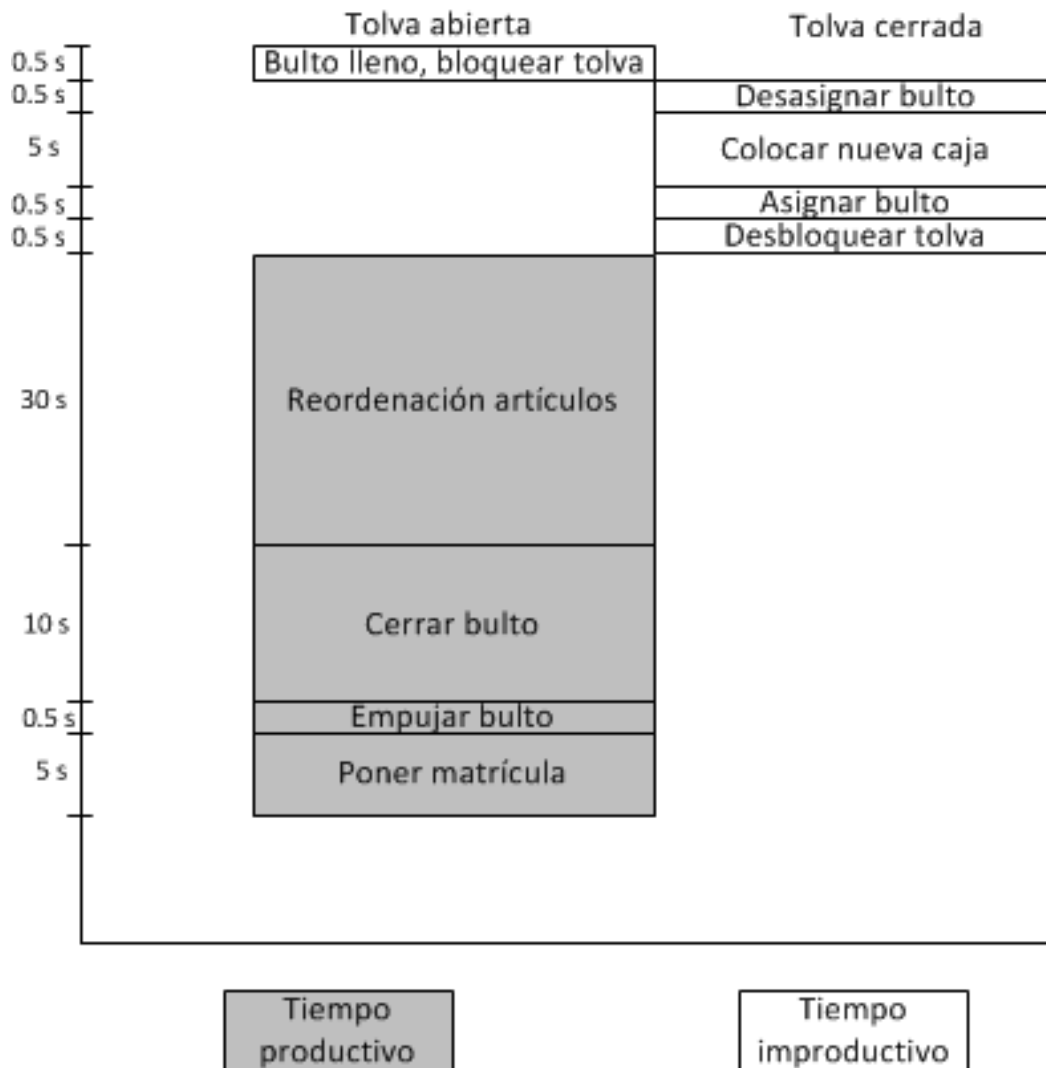 Tolva abierta
Tolva cerrada
0.5 s
Bulto lleno, bloquear tolva
0.5 s
Desasignar bulto
5 s
Colocar nueva caja
0.5 s
Asignar bulto
0.5 s
Desbloquear tolva
30 s
Reordenación artículos
10 s
Cerrar bulto
0.5 s
Empujar bulto
5 s
Poner matrícula
Tiempo
productivo
Tiempo
improductivo